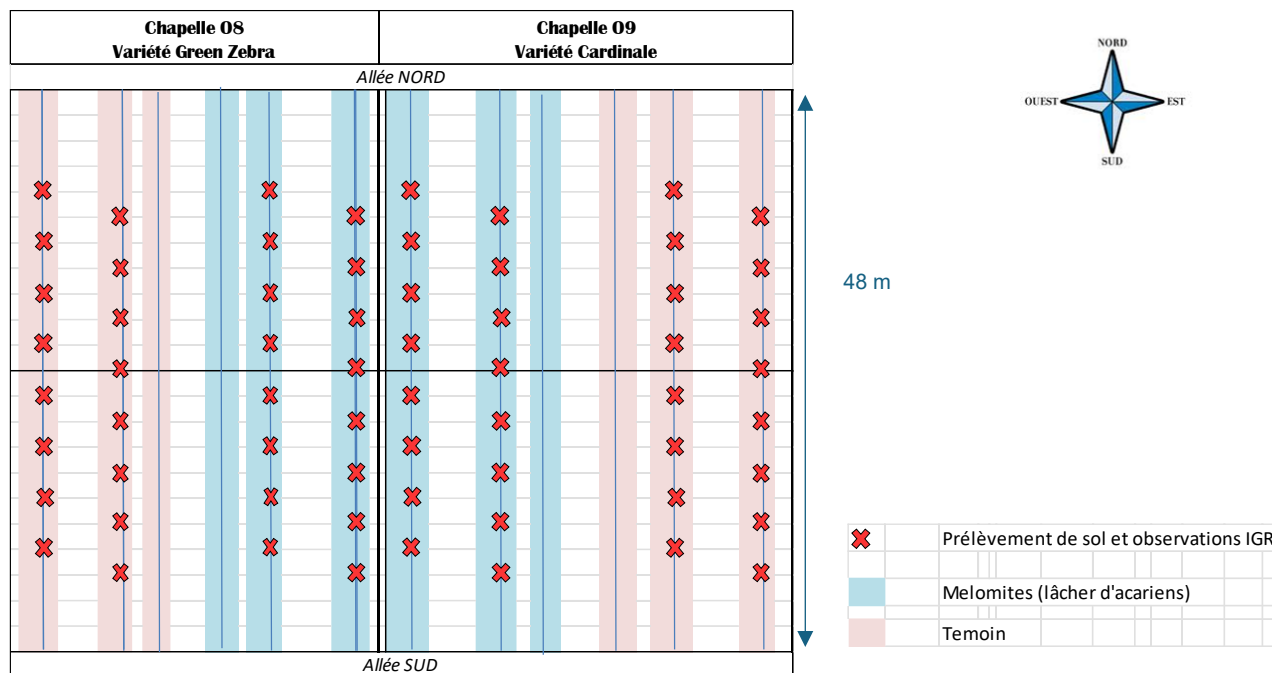 Chapelle 08
Variété Green Zebra
Chapelle 09
Variété Cardinale
Allée NORD
NORD
OUEST
EST
SUD
48 m
Prélèvement de sol et observations IGR
Melomites (lâcher d'acariens)
Temoin
Allée SUD